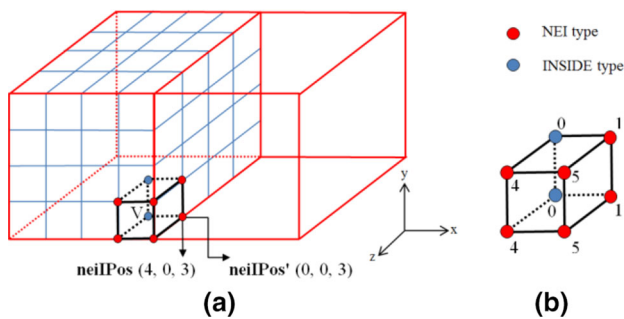 V
y
x
z
neiIPos (4, 0, 3) neiIPos' (0, 0, 3)
(a)
NEI type
INSIDE type
0
1
4
5
0
1
4
5
(b)